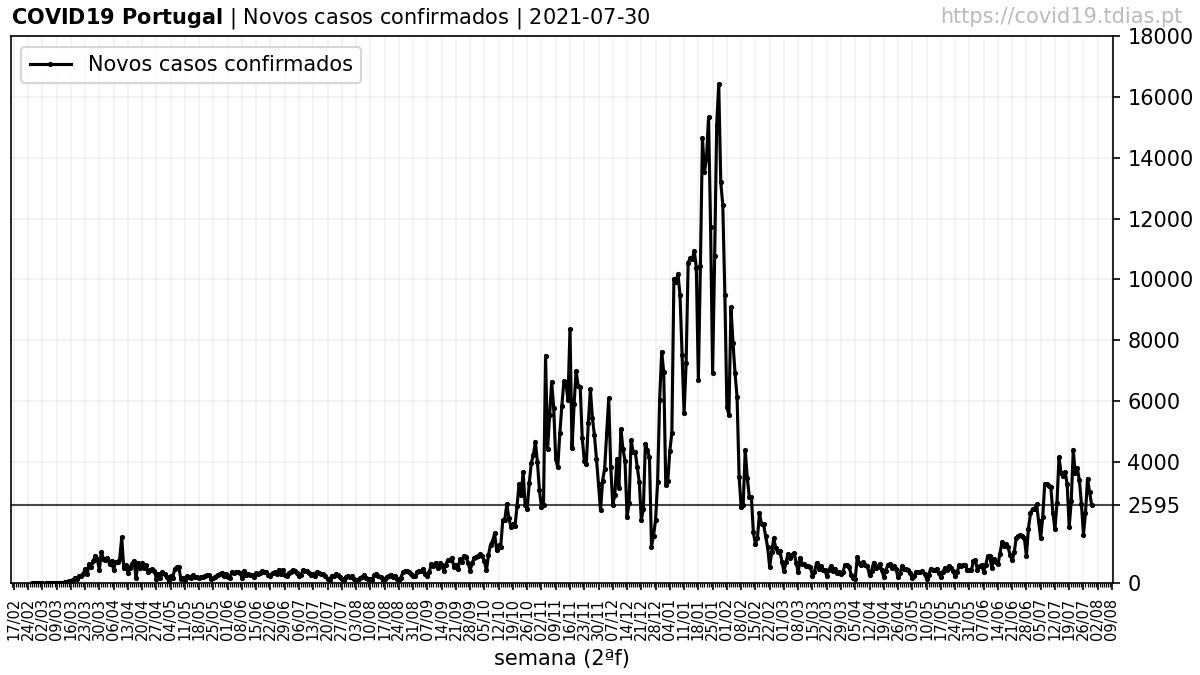 COVID19 Portugal | Novos casos confirmados | 2021-07-30
https://covid19.tdias.pt
Novos casos confirmados
18000
16000
14000
12000
10000
8000
6000
4000
2595
0
17/02 24/02 02/03 09/03 16/03 23/03 30/03 06/04 13/04 20/04 27/04 04/05 11/05 18/05 25/05 01/06 08/06 15/06 22/06 29/06 06/07 13/07 20/07 27/07 03/08 10/08 17/08 24/08 31/08 07/09 14/09 21/09 28/09 05/10 12/10 19/10 26/10 02/11 09/11 16/11 23/11 30/11 07/12 14/12 21/12 28/12 04/01 11/01 18/01 25/01 01/02 08/02 15/02 22/02 01/03 08/03 15/03 22/03 29/03 05/04 12/04 19/04 26/04 03/05 10/05 17/05 24/05 31/05 07/06 14/06 21/06 28/06 05/07 12/07 19/07 26/07 02/08 09/08
semana (2ªf)